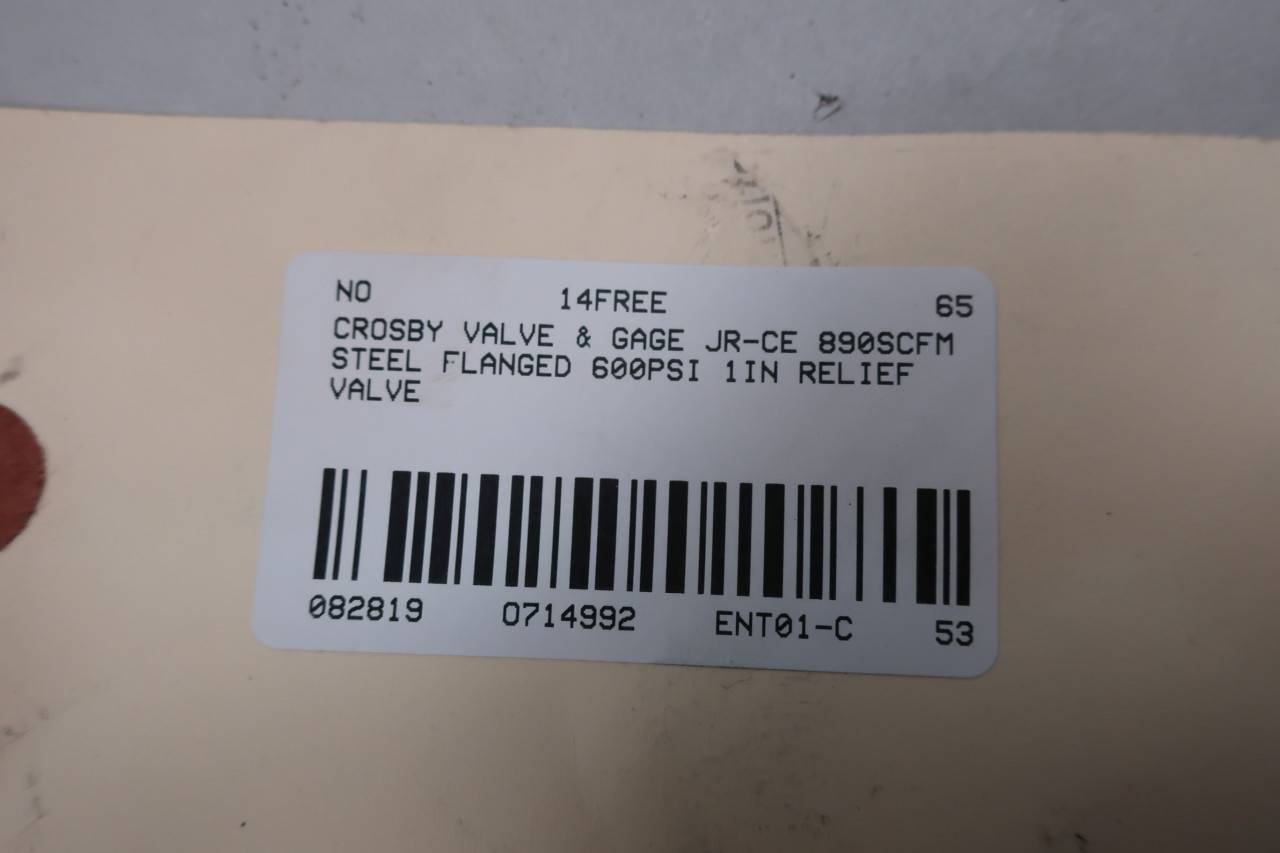 NO 14FREE 65
CROSBY VALVE & GAGE JR-CE 890SCFM
STEEL FLANGED 600PSI 1IN RELIEF
VALVE
082819 0714992 ENT01-C 53